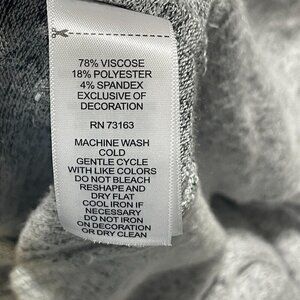 78% VISCOSE
18% POLYESTER
4% SPANDEX
EXCLUSIVE OF
DECORATION
RN 73163
MACHINE WASH
COLD
GENTLE CYCLE
WITH LIKE COLORS
DO NOT BLEACH
RESHAPE AND
DRY FLAT
COOL IRON IF
NECESSARY
DO NOT IRON
ON DECORATION
OR DRY CLEAN